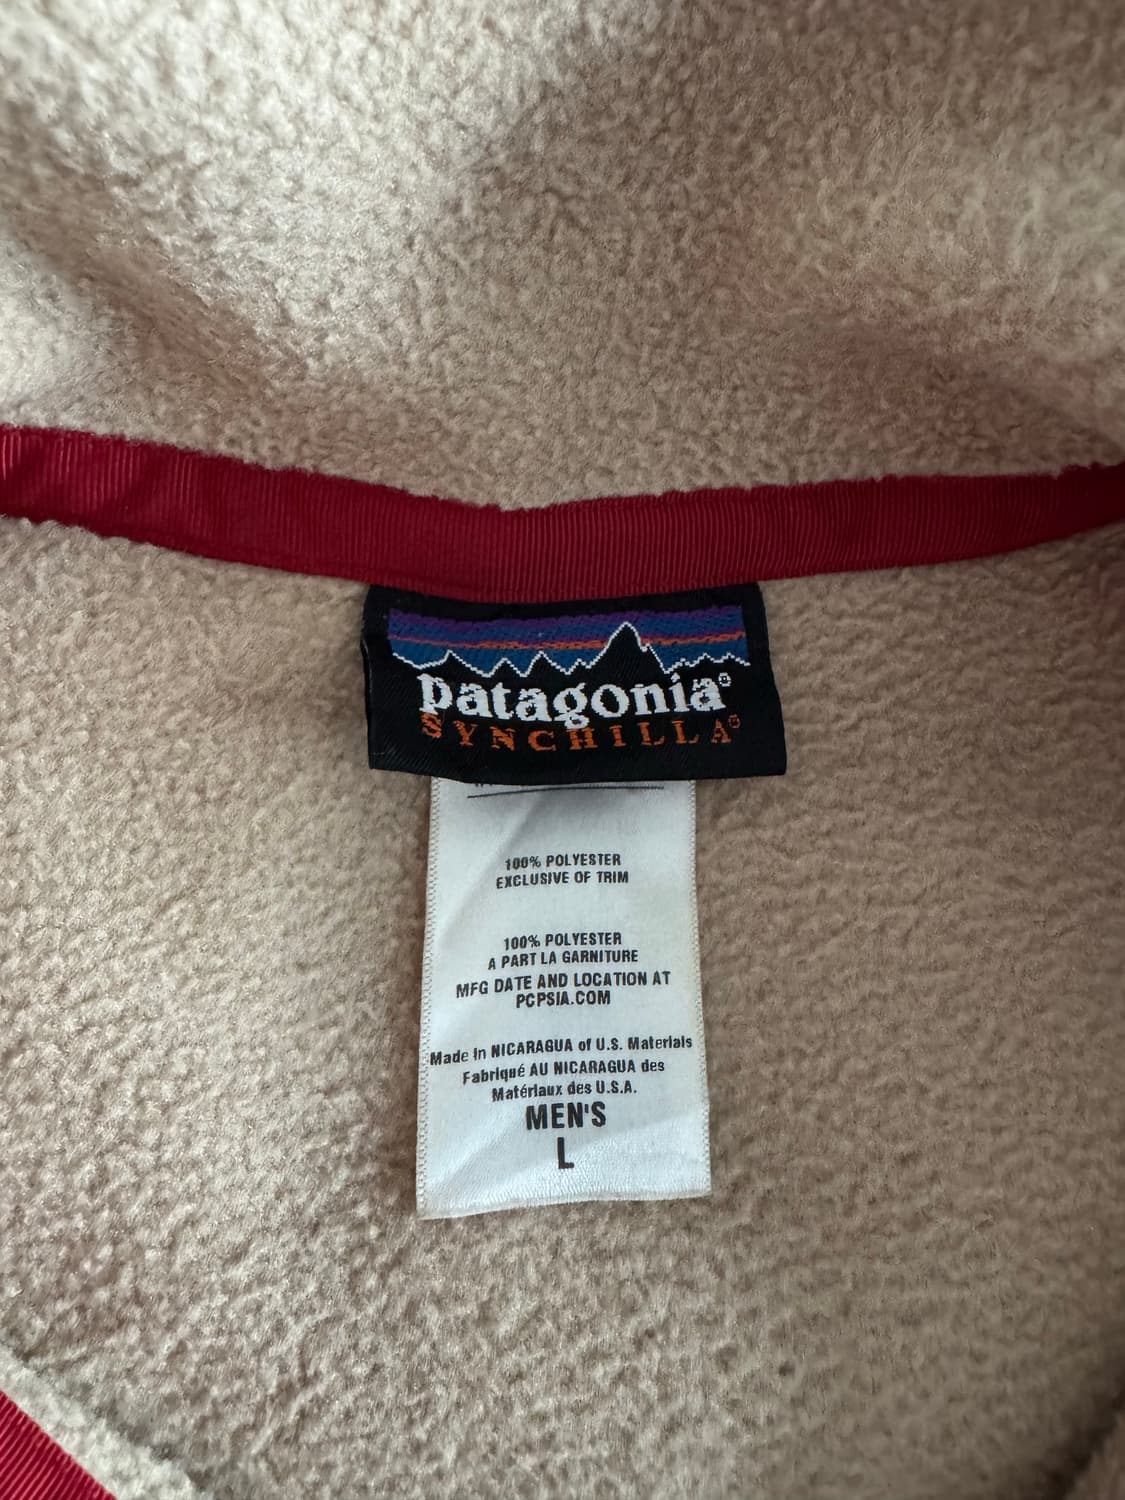 patagonia®
SYNCHILLA®
100% POLYESTER
EXCLUSIVE OF TRIM
100% POLYESTER
A PART LA GARNITURE
MFG DATE AND LOCATION AT
PCPSIA.COM
Made in NICARAGUA of U.S. Materials
Fabriqué AU NICARAGUA des
Matériaux des U.S.A.
MEN'S
L